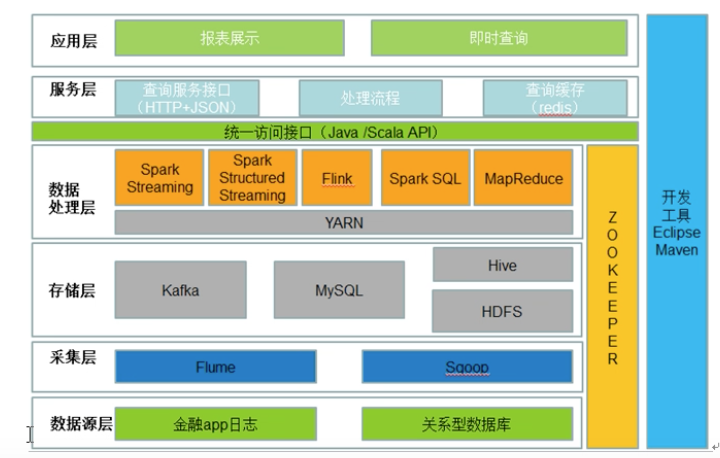 应用层
报表展示
即时查询
服务层
查询服务接口
（HTTP+JSON）
处理流程
查询缓存
（redis）
统一访问接口（Java /Scala API）
数据
处理层
Spark
Streaming
Spark
Structured
Streaming
Flink
Spark SQL
MapReduce
YARN
存储层
Kafka
MySQL
Hive
HDFS
采集层
Flume
Sqoop
数据源层
金融app日志
关系型数据库
Z
O
O
K
E
E
P
E
R
开发
工具
Eclipse
Maven